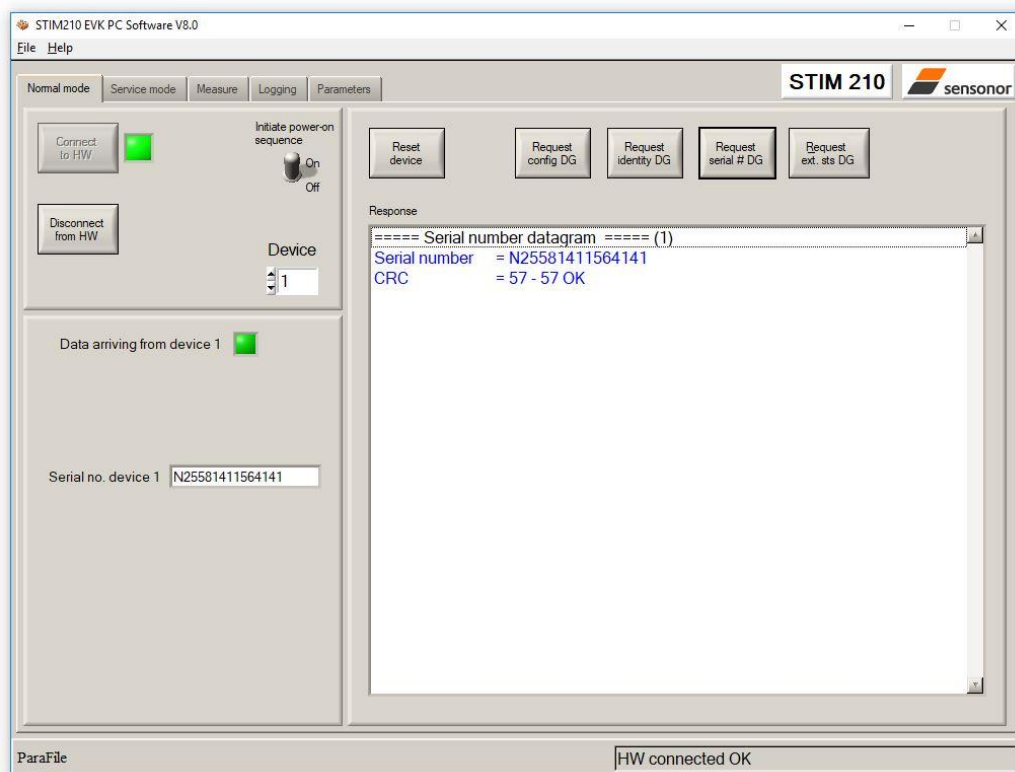 STIM210 EVK PC Software V8.0
File Help
Normal mode Service mode Measure Logging Parameters
STIM 210 sensonor
Connect
to HW
Initiate power-on
sequence
On
Off
Disconnect
from HW
Device
1
Reset
device
Request
config DG
Request
identity DG
Request
serial # DG
Request
ext. sts DG
Response
===== Serial number datagram ===== (1)
Serial number = N25581411564141
CRC = 57 - 57 OK
Data arriving from device 1
Serial no. device 1 N25581411564141
ParaFile HW connected OK